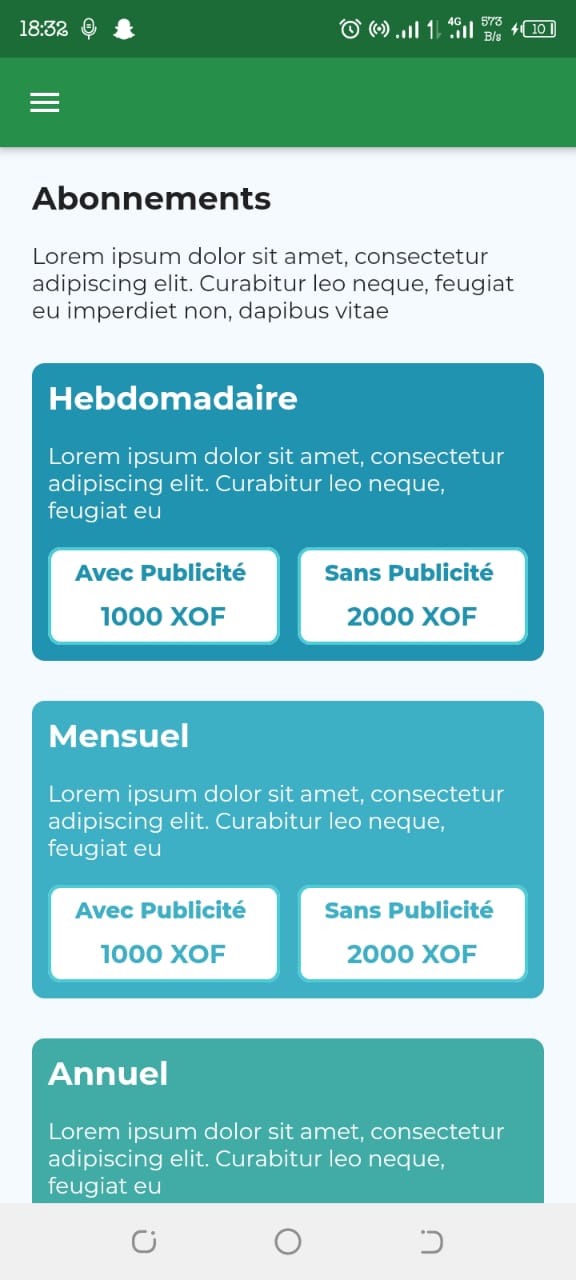 18:32 4G 573 B/s 10
Abonnements
Lorem ipsum dolor sit amet, consectetur
adipiscing elit. Curabitur leo neque, feugiat
eu imperdiet non, dapibus vitae
Hebdomadaire
Lorem ipsum dolor sit amet, consectetur
adipiscing elit. Curabitur leo neque,
feugiat eu
Avec Publicité
1000 XOF
Sans Publicité
2000 XOF
Mensuel
Lorem ipsum dolor sit amet, consectetur
adipiscing elit. Curabitur leo neque,
feugiat eu
Avec Publicité
1000 XOF
Sans Publicité
2000 XOF
Annuel
Lorem ipsum dolor sit amet, consectetur
adipiscing elit. Curabitur leo neque,
feugiat eu